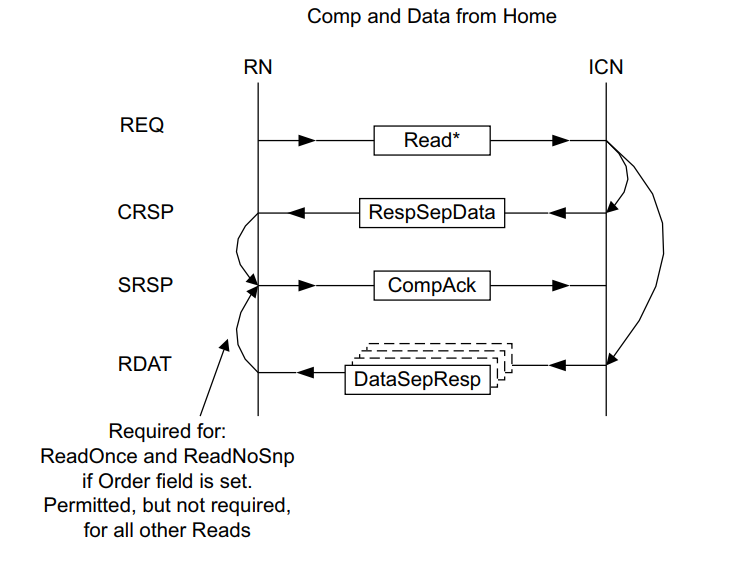 Comp and Data from Home
RN
ICN
REQ
Read*
CRSP
RespSepData
SRSP
CompAck
RDAT
DataSepResp
Required for:
ReadOnce and ReadNoSnp
if Order field is set.
Permitted, but not required,
for all other Reads